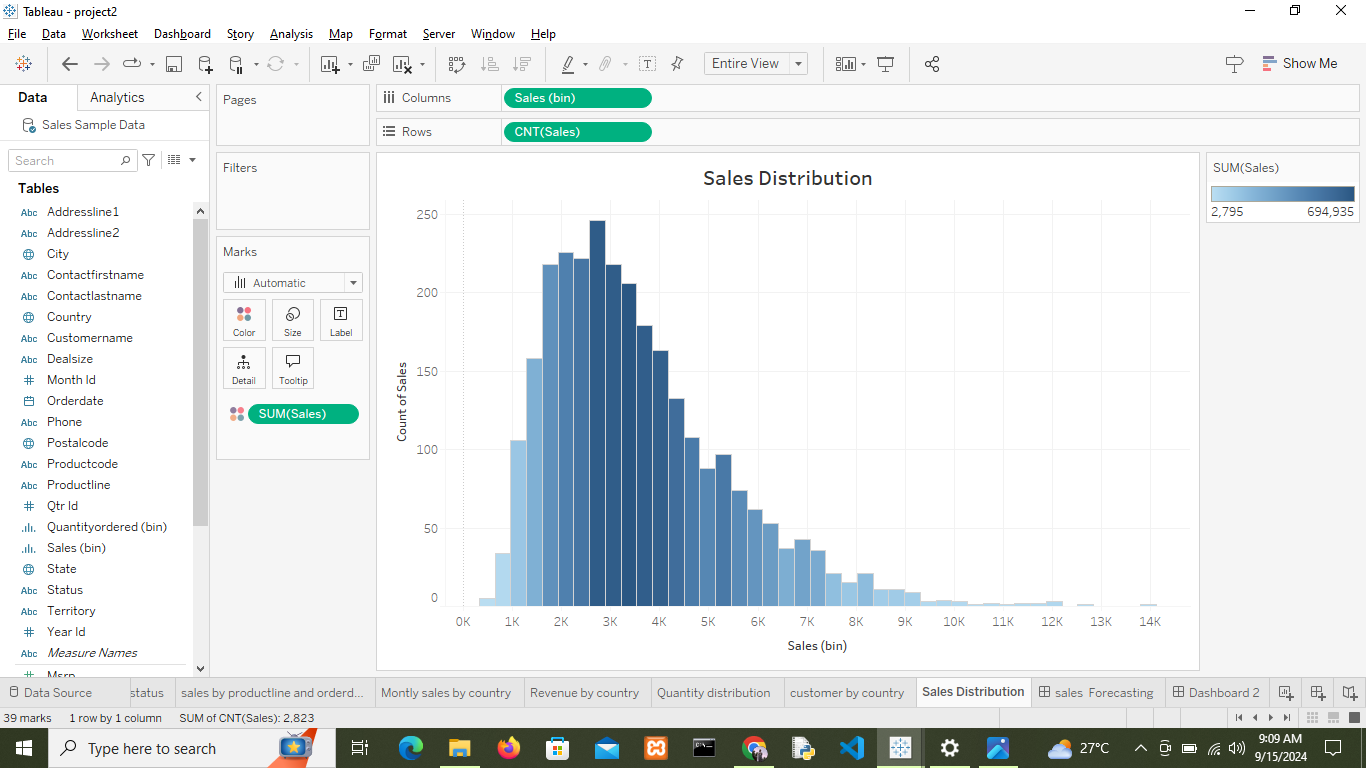 Tableau - project2
File Data Worksheet Dashboard Story Analysis Map Format Server Window Help
Entire View
Show Me
Data Analytics
Sales Sample Data
Search
Tables
Abc Addressline1
Abc Addressline2
City
Abc Contactfirstname
Abc Contactlastname
Country
Abc Customername
Abc Dealsize
Month Id
Orderdate
Abc Phone
Postalcode
Abc Productcode
Abc Productline
Qtr Id
Quantityordered (bin)
Sales (bin)
State
Abc Status
Abc Territory
Year Id
Abc Measure Names
Msrp
Pages
Filters
Marks
Automatic
Color Size Label
Detail Tooltip
SUM(Sales)
Columns Sales (bin)
Rows CNT(Sales)
Sales Distribution
Count of Sales
250
200
150
100
50
0
0K 1K 2K 3K 4K 5K 6K 7K 8K 9K 10K 11K 12K 13K 14K
Sales (bin)
SUM(Sales)
2,795 694,935
Data Source status sales by productline and orderd... Montly sales by country Revenue by country Quantity distribution customer by country Sales Distribution sales Forecasting Dashboard 2
39 marks 1 row by 1 column SUM of CNT(Sales): 2,823
Type here to search
27°C
9:09 AM
9/15/2024